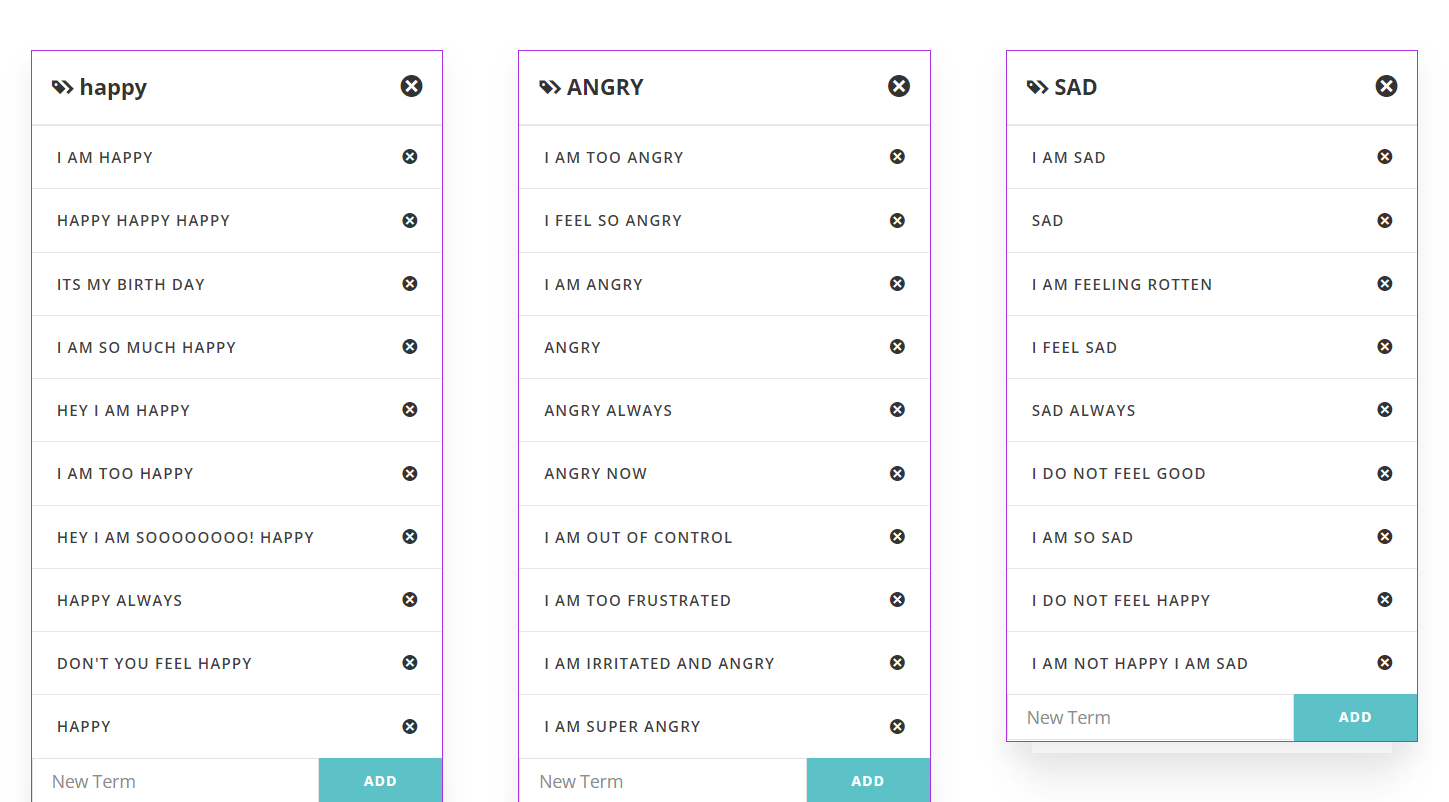 happy
I AM HAPPY
HAPPY HAPPY HAPPY
ITS MY BIRTH DAY
I AM SO MUCH HAPPY
HEY I AM HAPPY
I AM TOO HAPPY
HEY I AM SOOOOOOOO! HAPPY
HAPPY ALWAYS
DON'T YOU FEEL HAPPY
HAPPY
New Term
ADD
ANGRY
I AM TOO ANGRY
I FEEL SO ANGRY
I AM ANGRY
ANGRY
ANGRY ALWAYS
ANGRY NOW
I AM OUT OF CONTROL
I AM TOO FRUSTRATED
I AM IRRITATED AND ANGRY
I AM SUPER ANGRY
New Term
ADD
SAD
I AM SAD
SAD
I AM FEELING ROTTEN
I FEEL SAD
SAD ALWAYS
I DO NOT FEEL GOOD
I AM SO SAD
I DO NOT FEEL HAPPY
I AM NOT HAPPY I AM SAD
New Term
ADD